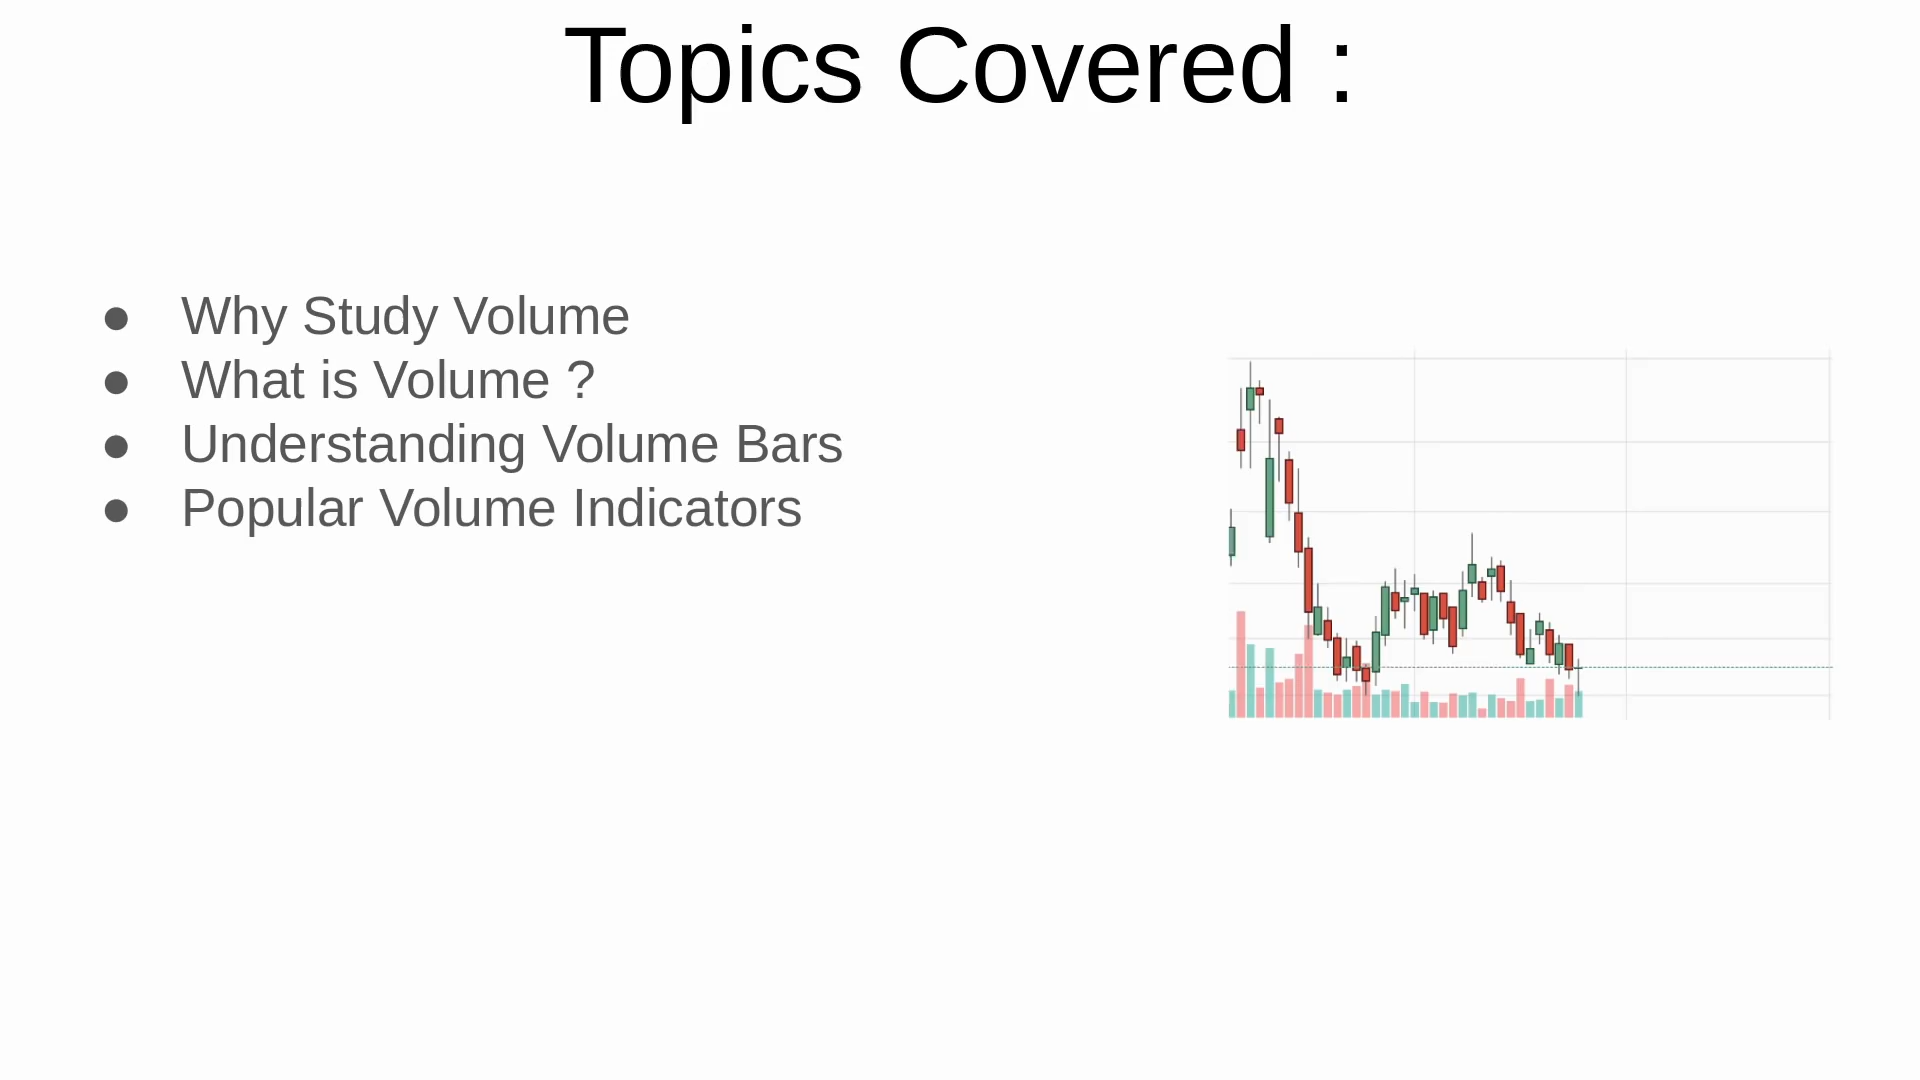 Topics Covered :
● Why Study Volume
● What is Volume ?
● Understanding Volume Bars
● Popular Volume Indicators